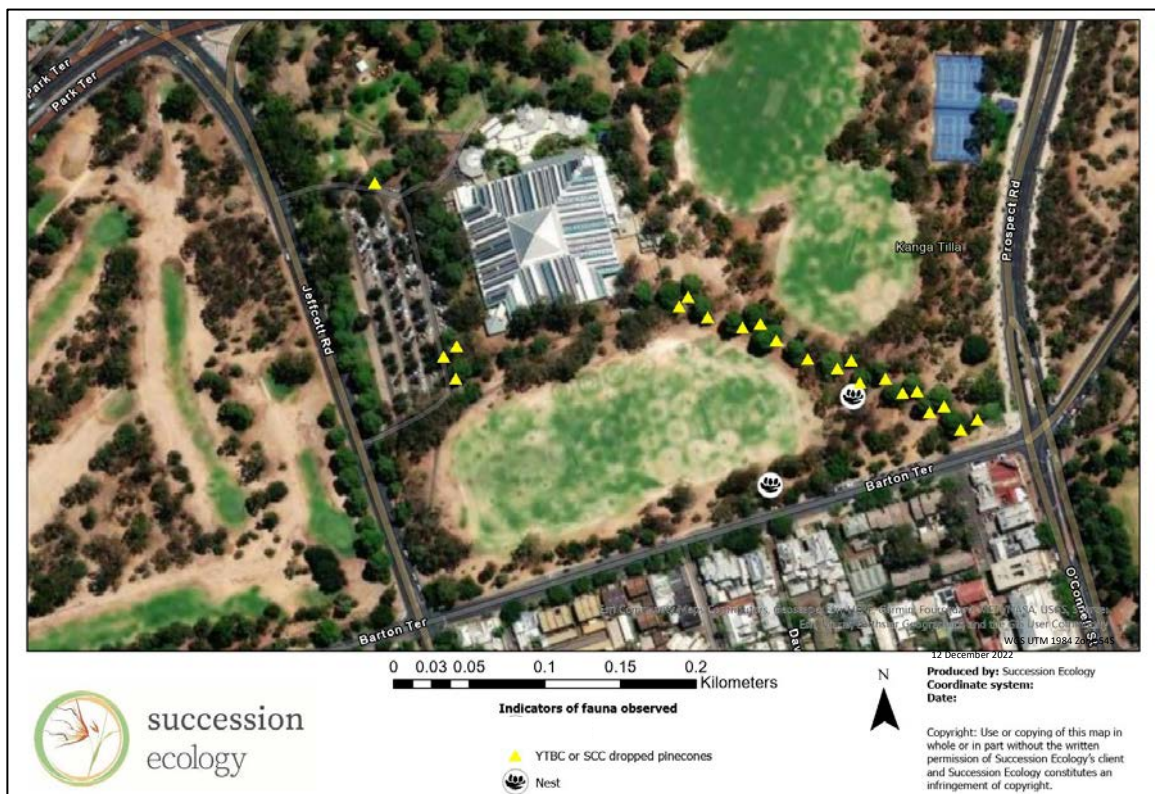 Park Ter
Park Ter
Jeffcott Rd
Prospect Rd
Kanga Tilla
Barton Ter
Barton Ter
O'Connell St
Dav
WGS UTM 1984 Zone
12 December 2022
0 0.03 0.05 0.1 0.15 0.2
Kilometers
N
Produced by: Succession Ecology
Coordinate system:
Date:
Indicators of fauna observed
YTBC or SCC dropped pinecones
Nest
succession
ecology
Copyright: Use or copying of this map in
whole or in part without the written
permission of Succession Ecology's client
and Succession Ecology constitutes an
infringement of copyright.